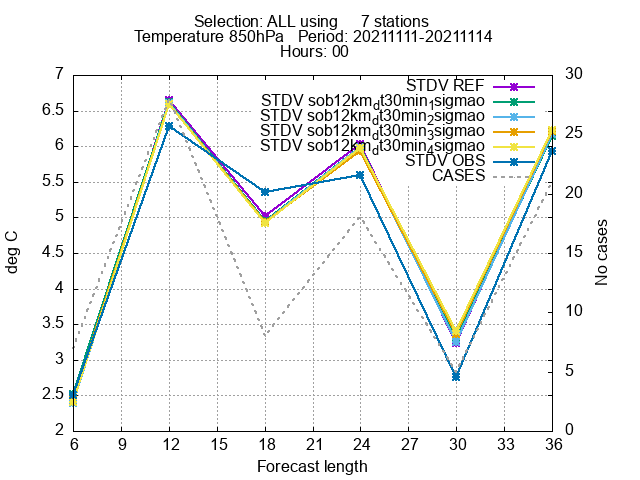 Selection: ALL using 7 stations
Temperature 850hPa Period: 20211111-20211114
Hours: 00
STDV REF
STDV sob12km_dt30min_1sigmao
STDV sob12km_dt30min_2sigmao
STDV sob12km_dt30min_3sigmao
STDV sob12km_dt30min_4sigmao
STDV OBS
CASES
7
6.5
6
5.5
5
4.5
4
3.5
3
2.5
2
deg C
30
25
20
15
10
5
0
No cases
6 9 12 15 18 21 24 27 30 33 36
Forecast length